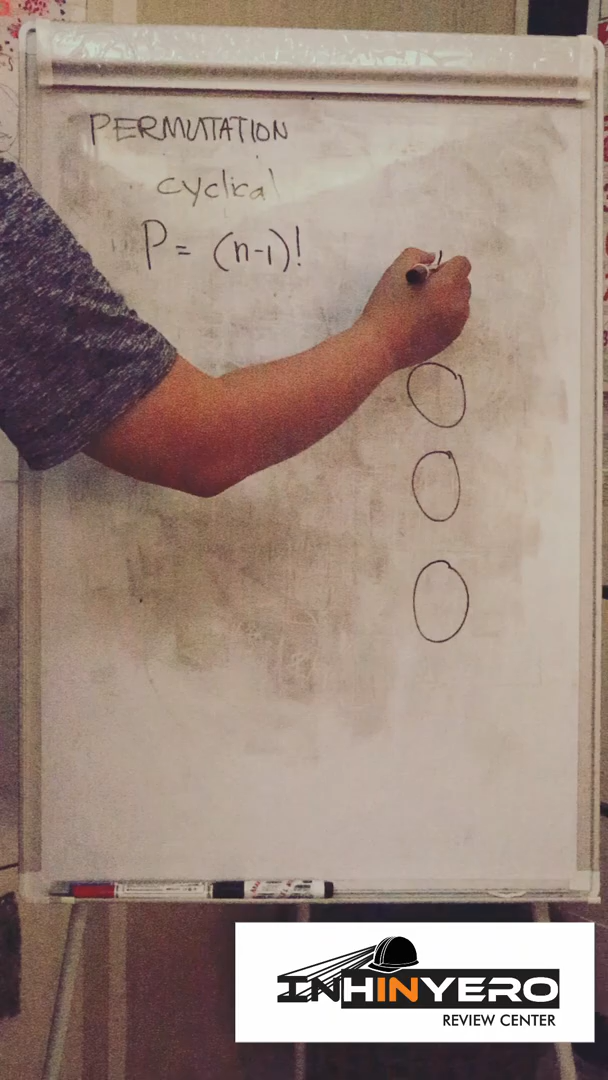 PERMUTATION
cyclical
P = (n-1)!
INHINYERO
REVIEW CENTER